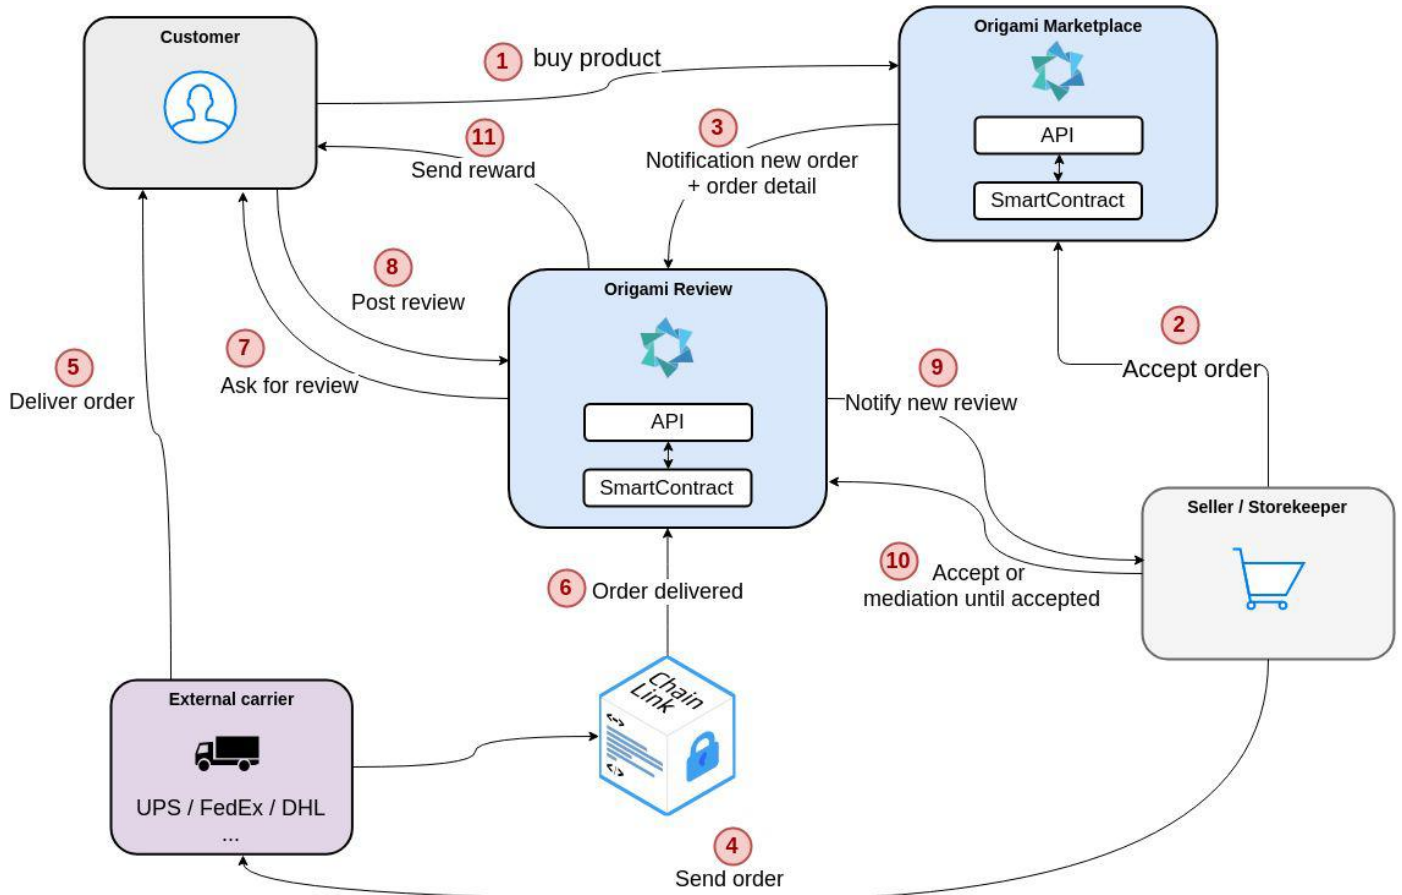 Customer
Origami Marketplace
1
buy product
API
SmartContract
3
Notification new order
+ order detail
11
Send reward
8
Post review
7
Ask for review
5
Deliver order
Origami Review
API
SmartContract
2
Accept order
9
Notify new review
Seller / Storekeeper
10
Accept or
mediation until accepted
6
Order delivered
Chain
Link
<->
</>
External carrier
UPS / FedEx / DHL
...
4
Send order